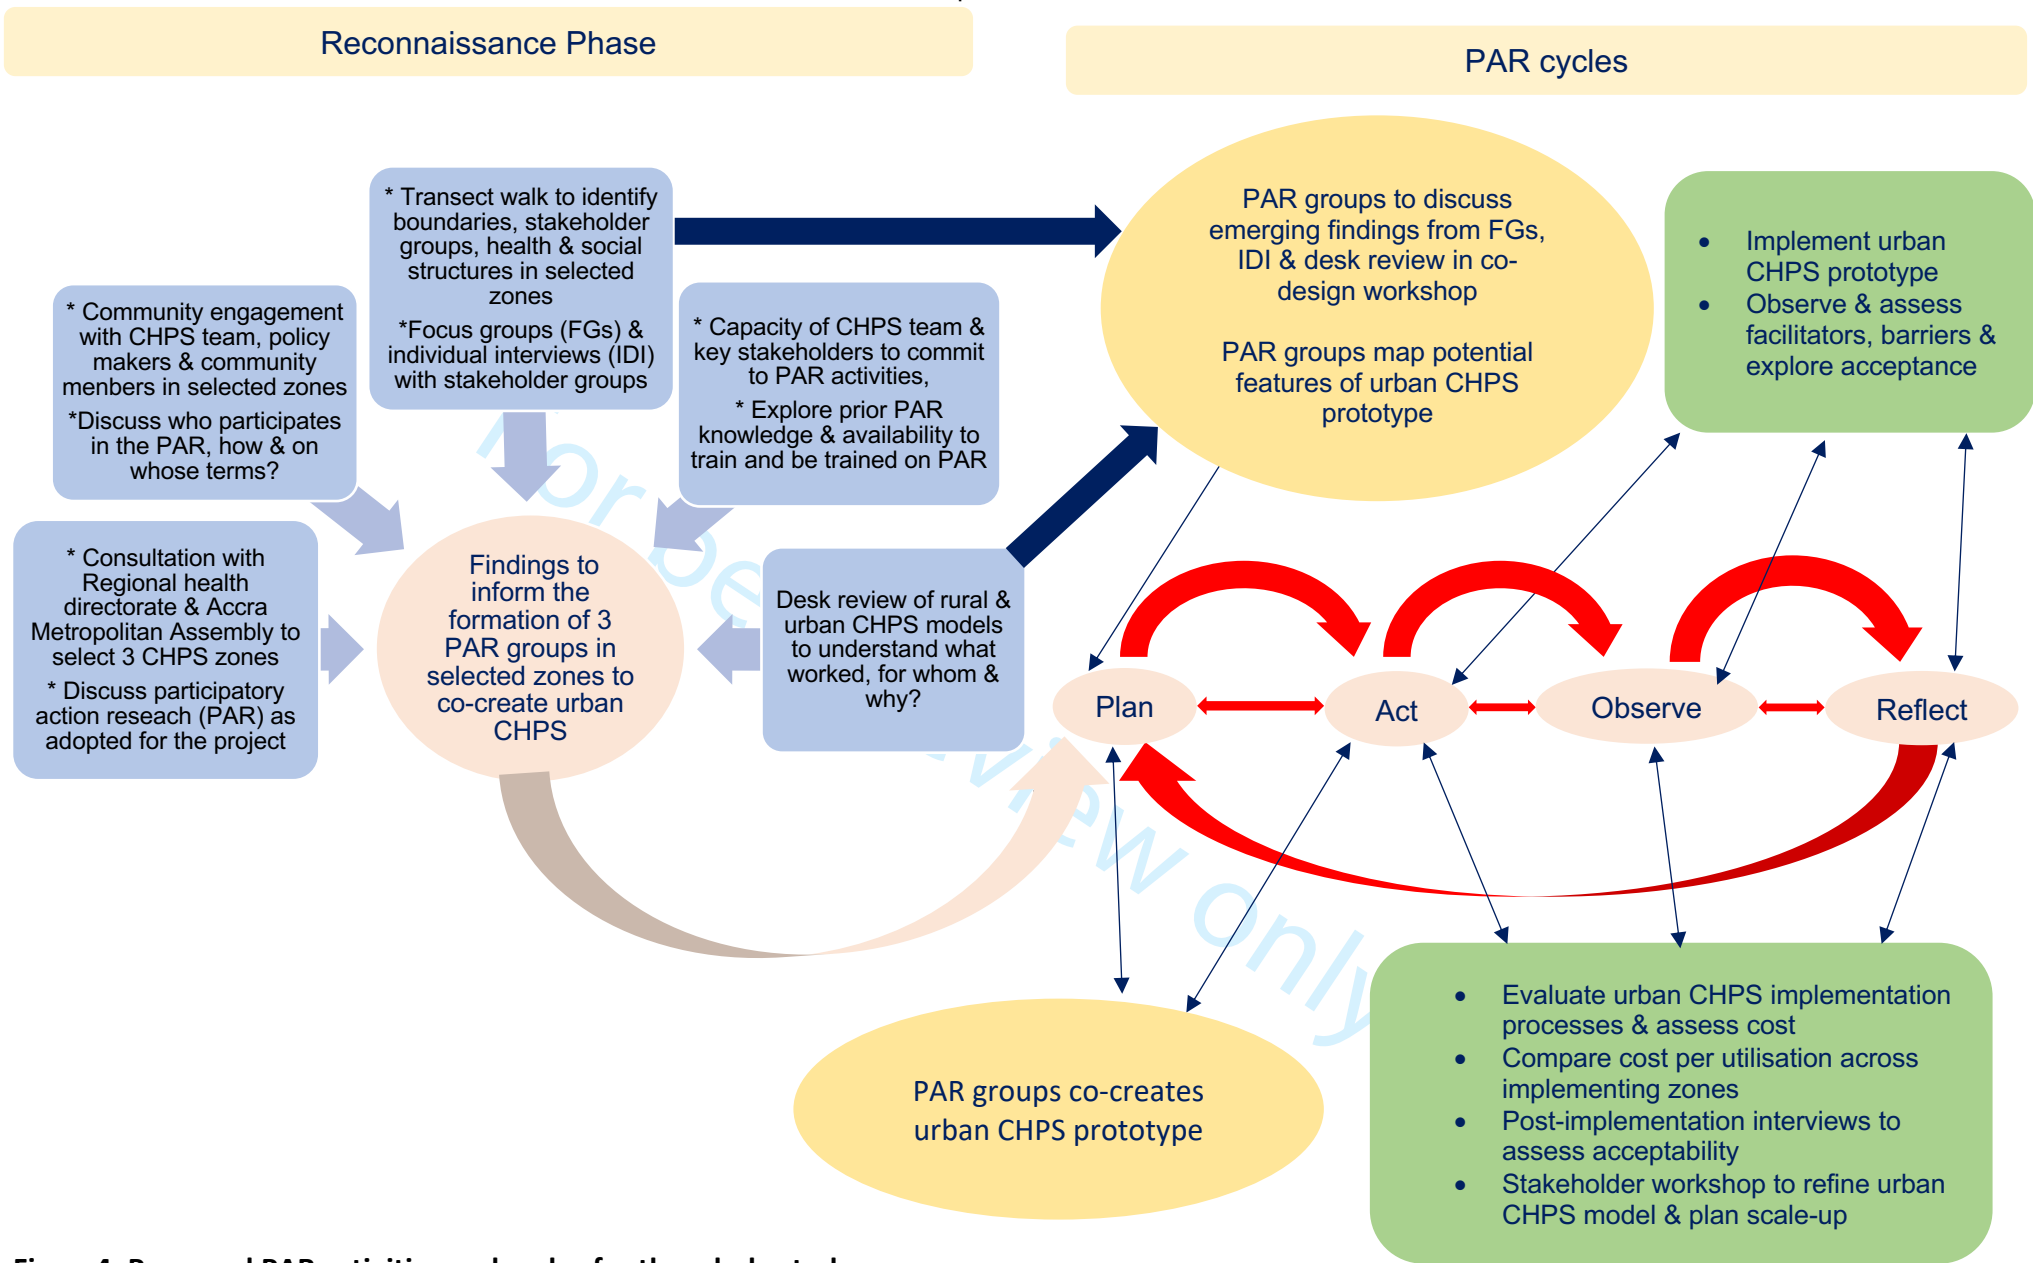 Reconnaissance Phase
PAR cycles
* Transect walk to identify
boundaries, stakeholder
groups, health & social
structures in selected
zones
*Focus groups (FGs) &
individual interviews (IDI)
with stakeholder groups
* Community engagement
with CHPS team, policy
makers & community
menbers in selected zones
*Discuss who participates
in the PAR, how & on
whose terms?
* Capacity of CHPS team &
key stakeholders to commit
to PAR activities,
* Explore prior PAR
knowledge & availability to
train and be trained on PAR
* Consultation with
Regional health
directorate & Accra
Metropolitan Assembly to
select 3 CHPS zones
* Discuss participatory
action reseach (PAR) as
adopted for the project
Findings to
inform the
formation of 3
PAR groups in
selected zones to
co-create urban
CHPS
Desk review of rural &
urban CHPS models
to understand what
worked, for whom &
why?
PAR groups to discuss
emerging findings from FGs,
IDI & desk review in co-
design workshop
PAR groups map potential
features of urban CHPS
prototype
• Implement urban
CHPS prototype
• Observe & assess
facilitators, barriers &
explore acceptance
Plan
Act
Observe
Reflect
PAR groups co-creates
urban CHPS prototype
• Evaluate urban CHPS implementation
processes & assess cost
• Compare cost per utilisation across
implementing zones
• Post-implementation interviews to
assess acceptability
• Stakeholder workshop to refine urban
CHPS model & plan scale-up